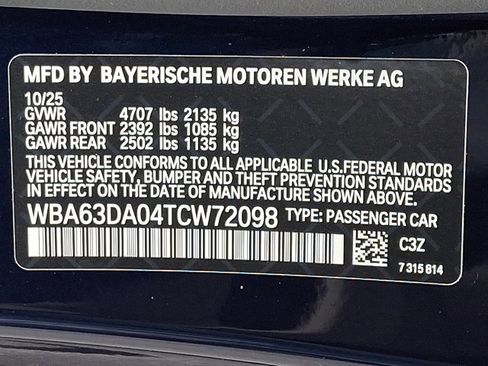 MFD BY BAYERISCHE MOTOREN WERKE AG
10/25
GVWR 4707 lbs 2135 kg
GAWR FRONT 2392 lbs 1085 kg
GAWR REAR 2502 lbs 1135 kg
THIS VEHICLE CONFORMS TO ALL APPLICABLE U.S.FEDERAL MOTOR
VEHICLE SAFETY, BUMPER AND THEFT PREVENTION STANDARDS IN
EFFECT ON THE DATE OF MANUFACTURE SHOWN ABOVE.
WBA63DA04TCW72098 TYPE: PASSENGER CAR
C3Z
7 315 814